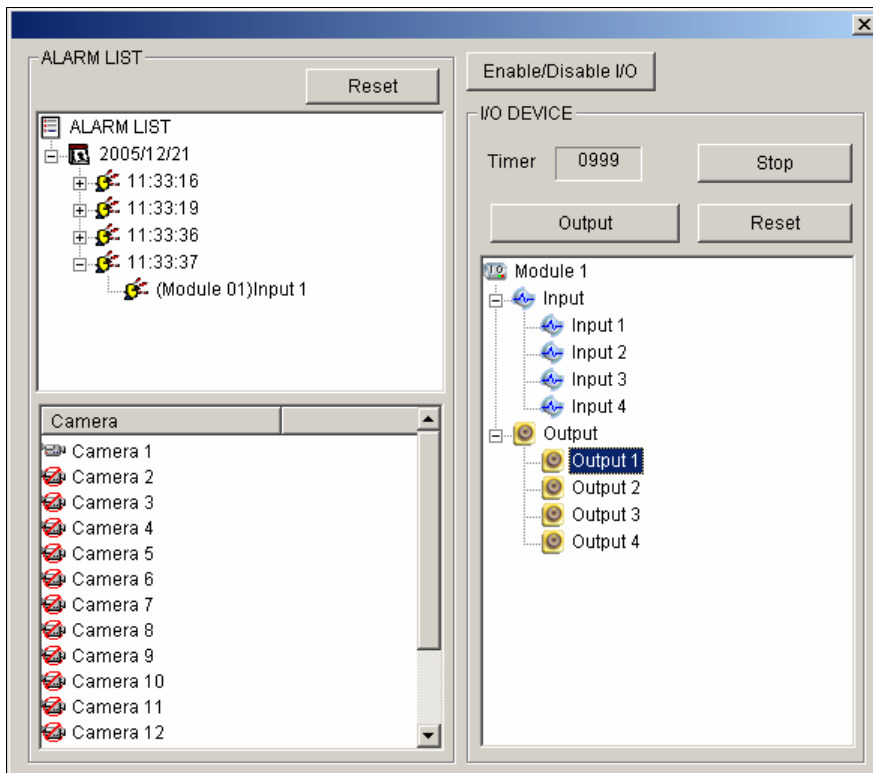 ALARM LIST
Reset
ALARM LIST
2005/12/21
11:33:16
11:33:19
11:33:36
11:33:37
(Module 01)Input 1
Camera
Camera 1
Camera 2
Camera 3
Camera 4
Camera 5
Camera 6
Camera 7
Camera 8
Camera 9
Camera 10
Camera 11
Camera 12
Enable/Disable I/O
I/O DEVICE
Timer 0999 Stop
Output Reset
Module 1
Input
Input 1
Input 2
Input 3
Input 4
Output
Output 1
Output 2
Output 3
Output 4